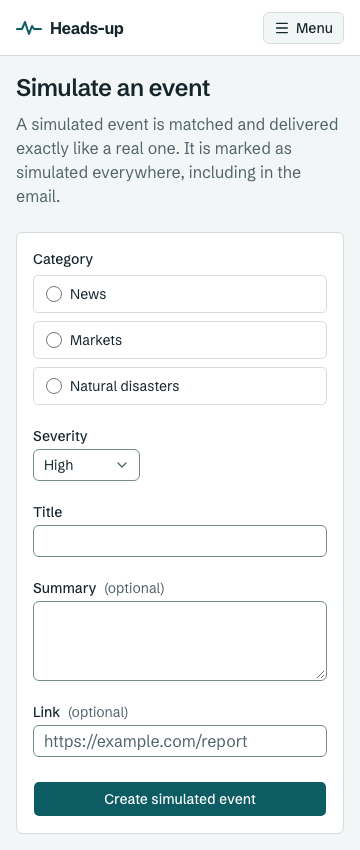 Heads-up
☰ Menu
Simulate an event
A simulated event is matched and delivered
exactly like a real one. It is marked as
simulated everywhere, including in the
email.
Category
News
Markets
Natural disasters
Severity
High
Title
Summary (optional)
Link (optional)
https://example.com/report
Create simulated event